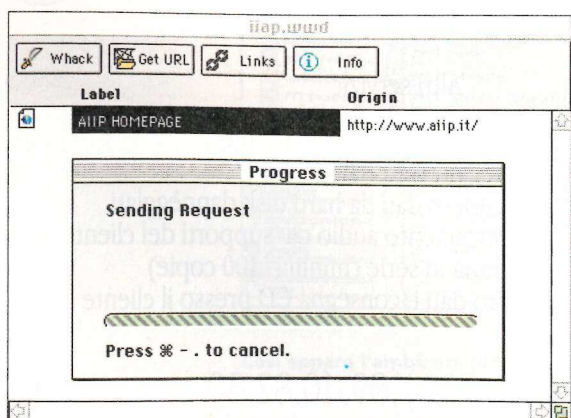 iiap.wwd
Whack Get URL Links Info
Label Origin
AIIP HOMEPAGE http://www.aiip.it/
Progress
Sending Request
Press ⌘ - . to cancel.